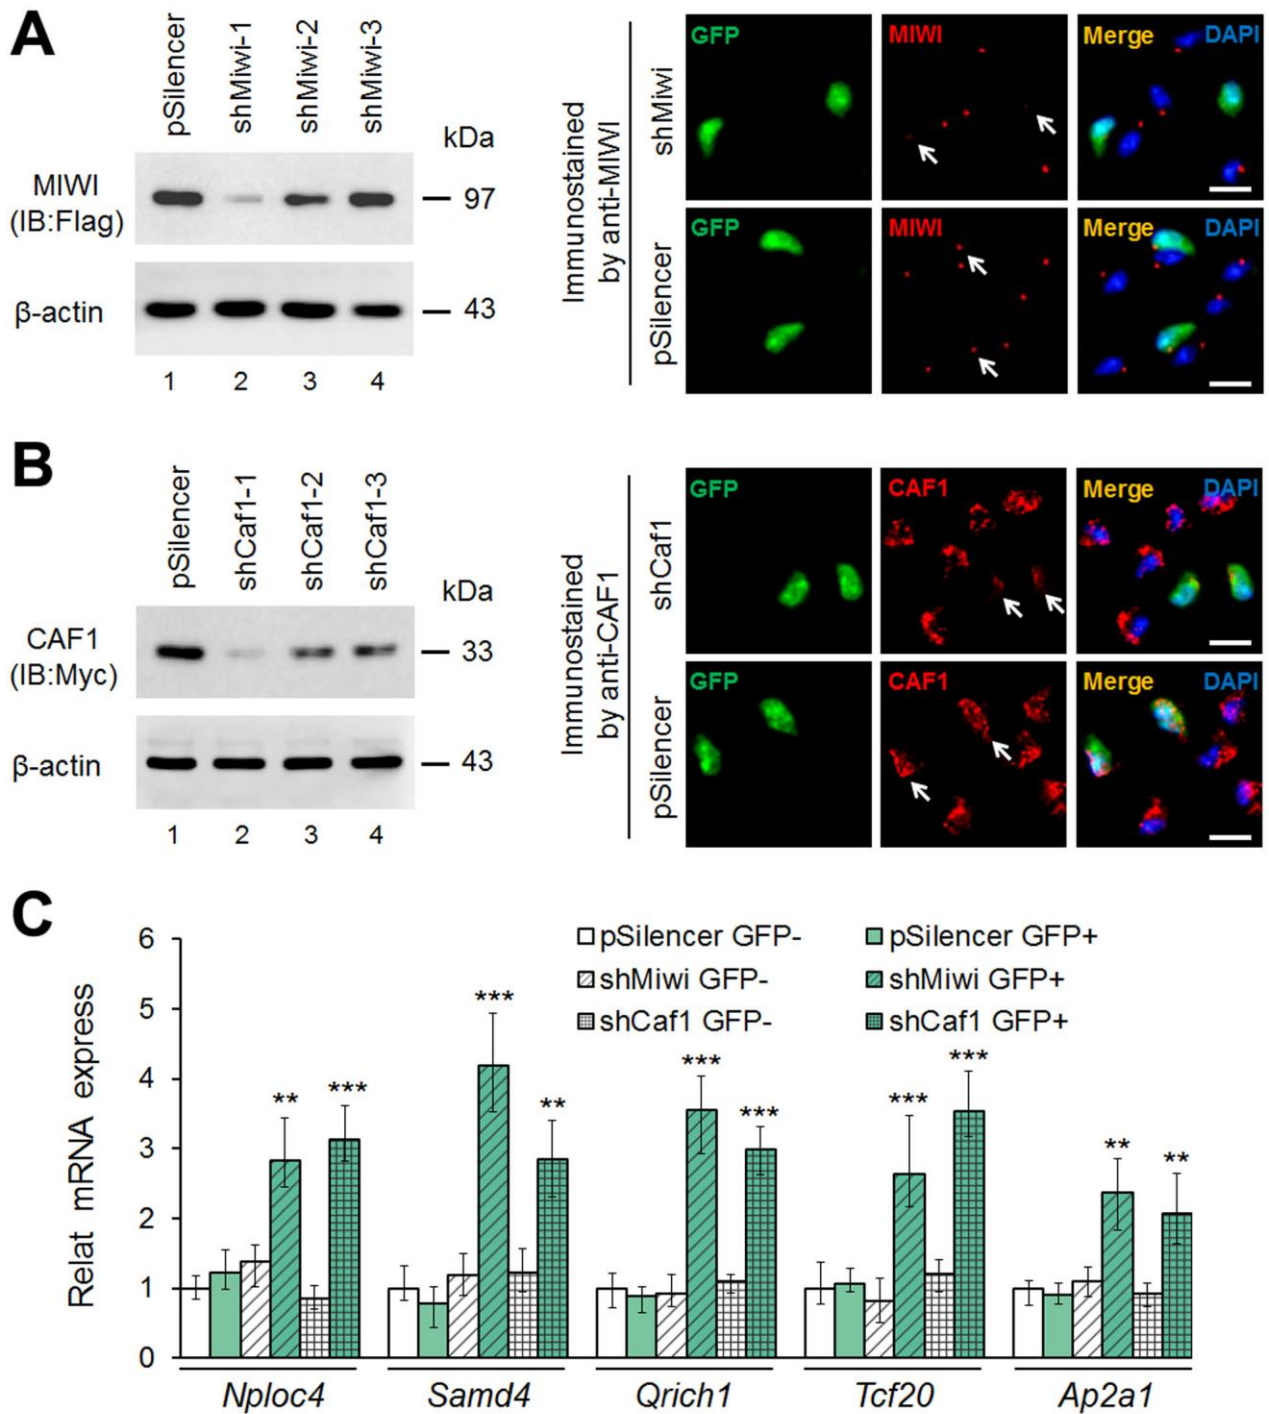 A
pSilencer
shMiwi-1
shMiwi-2
shMiwi-3
kDa
MIWI
(IB:Flag)
97
β-actin
43
1 2 3 4
Immunostained
by anti-MIWI
shMiwi
GFP
MIWI
Merge
DAPI
pSilencer
GFP
MIWI
Merge
DAPI
B
pSilencer
shCaf1-1
shCaf1-2
shCaf1-3
kDa
CAF1
(IB:Myc)
33
β-actin
43
1 2 3 4
Immunostained
by anti-CAF1
shCaf1
GFP
CAF1
Merge
DAPI
pSilencer
GFP
CAF1
Merge
DAPI
C
Relat mRNA express
6
5
4
3
2
1
0
pSilencer GFP-
pSilencer GFP+
shMiwi GFP-
shMiwi GFP+
shCaf1 GFP-
shCaf1 GFP+
** ***
*** **
*** ***
*** ***
** **
Nploc4
Samd4
Qrich1
Tcf20
Ap2a1